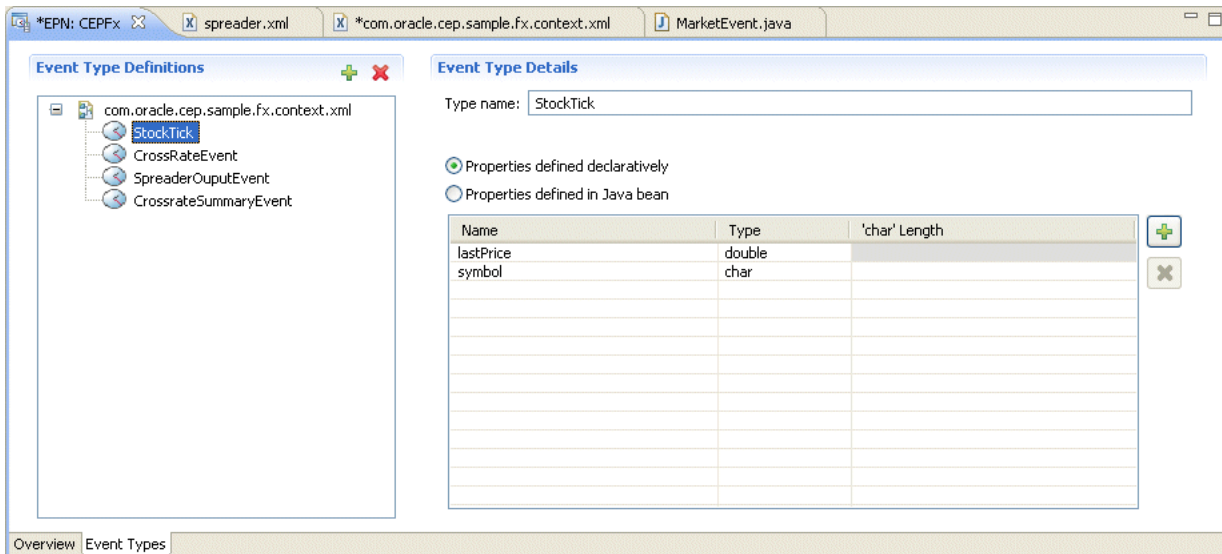 *EPN: CEPFx spreader.xml *com.oracle.cep.sample.fx.context.xml MarketEvent.java
Event Type Definitions
com.oracle.cep.sample.fx.context.xml
StockTick
CrossRateEvent
SpreaderOuputEvent
CrossrateSummaryEvent
Event Type Details
Type name: StockTick
Properties defined declaratively
Properties defined in Java bean
Name Type 'char' Length
lastPrice double
symbol char
Overview Event Types